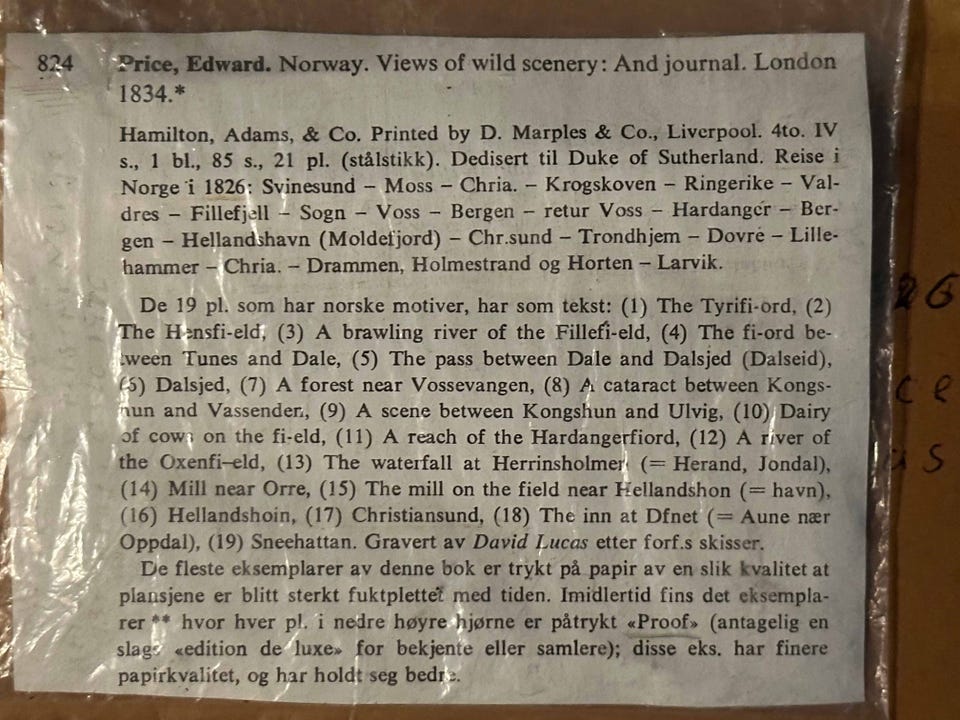 824 Price, Edward. Norway. Views of wild scenery: And journal. London
1834.*
Hamilton, Adams, & Co. Printed by D. Marples & Co., Liverpool. 4to. IV
s., 1 bl., 85 s., 21 pl. (stålstikk). Dedisert til Duke of Sutherland. Reise i
Norge i 1826: Svinesund – Moss – Chria. – Krogskoven – Ringerike – Val-
dres – Fillefjell – Sogn – Voss – Bergen – retur Voss – Hardanger – Ber-
gen – Hellandshavn (Moldefjord) – Chr.sund – Trondhjem – Dovre – Lille-
hammer – Chria. – Drammen, Holmestrand og Horten – Larvik.
De 19 pl. som har norske motiver, har som tekst: (1) The Tyrifi-ord, (2)
The Hensfi-eld, (3) A brawling river of the Fillefi-eld, (4) The fi-ord be-
tween Tunes and Dale, (5) The pass between Dale and Dalsjed (Dalseid),
(6) Dalsjed, (7) A forest near Vossevangen, (8) A cataract between Kongs-
hun and Vassenden, (9) A scene between Kongshun and Ulvig, (10) Dairy
of cows on the fi-eld, (11) A reach of the Hardangerfiord, (12) A river of
the Oxenfi-eld, (13) The waterfall at Herrinsholmen (= Herand, Jondal),
(14) Mill near Orre, (15) The mill on the field near Hellandshon (= havn),
(16) Hellandshoin, (17) Christiansund, (18) The inn at Dfnet (= Aune nær
Oppdal), (19) Sneehattan. Gravert av David Lucas etter forf.s skisser.
De fleste eksemplarer av denne bok er trykt på papir av en slik kvalitet at
plansjene er blitt sterkt fuktplettet med tiden. Imidlertid fins det eksempla-
rer ** hvor hver pl. i nedre høyre hjørne er påtrykt «Proof» (antagelig en
slags «edition de luxe» for bekjente eller samlere); disse eks. har finere
papirkvalitet, og har holdt seg bedre.